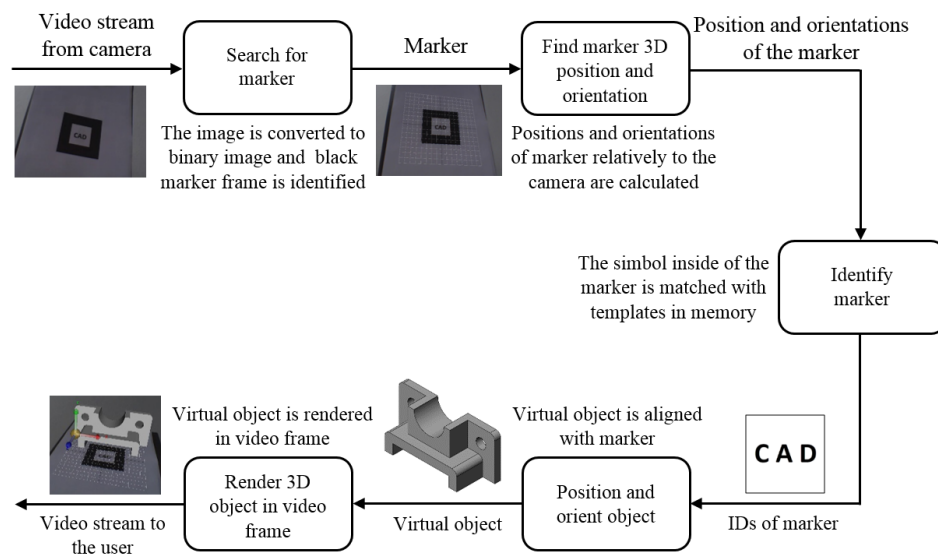 Video stream
from camera
Search for
marker
The image is converted to
binary image and black
marker frame is identified
Marker
Find marker 3D
position and
orientation
Positions and orientations
of marker relatively to the
camera are calculated
Position and orientations
of the marker
CAD
CAD
The simbol inside of the
marker is matched with
templates in memory
Identify
marker
C A D
IDs of marker
Virtual object is aligned
with marker
Position and
orient object
Virtual object
Virtual object is rendered
in video frame
Render 3D
object in video
frame
Video stream to
the user